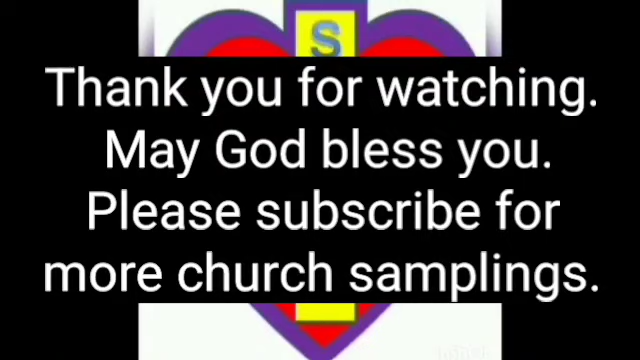 S
Thank you for watching.
May God bless you.
Please subscribe for
more church samplings.